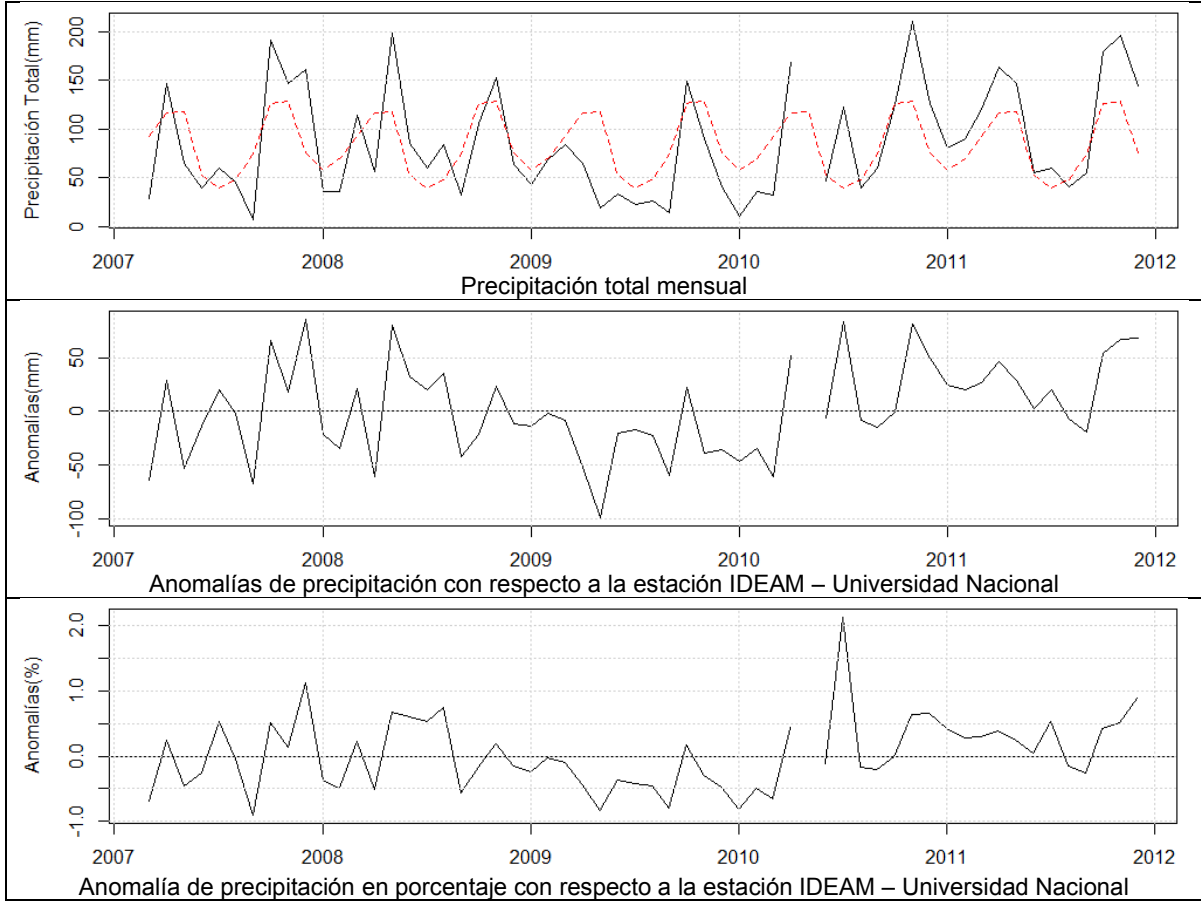 Precipitación Total(mm)
200
150
100
50
0
2007 2008 2009 2010 2011 2012
Precipitación total mensual
Anomalías(mm)
50
0
-50
-100
2007 2008 2009 2010 2011 2012
Anomalías de precipitación con respecto a la estación IDEAM – Universidad Nacional
Anomalías(%)
2.0
1.0
0.0
-1.0
2007 2008 2009 2010 2011 2012
Anomalía de precipitación en porcentaje con respecto a la estación IDEAM – Universidad Nacional